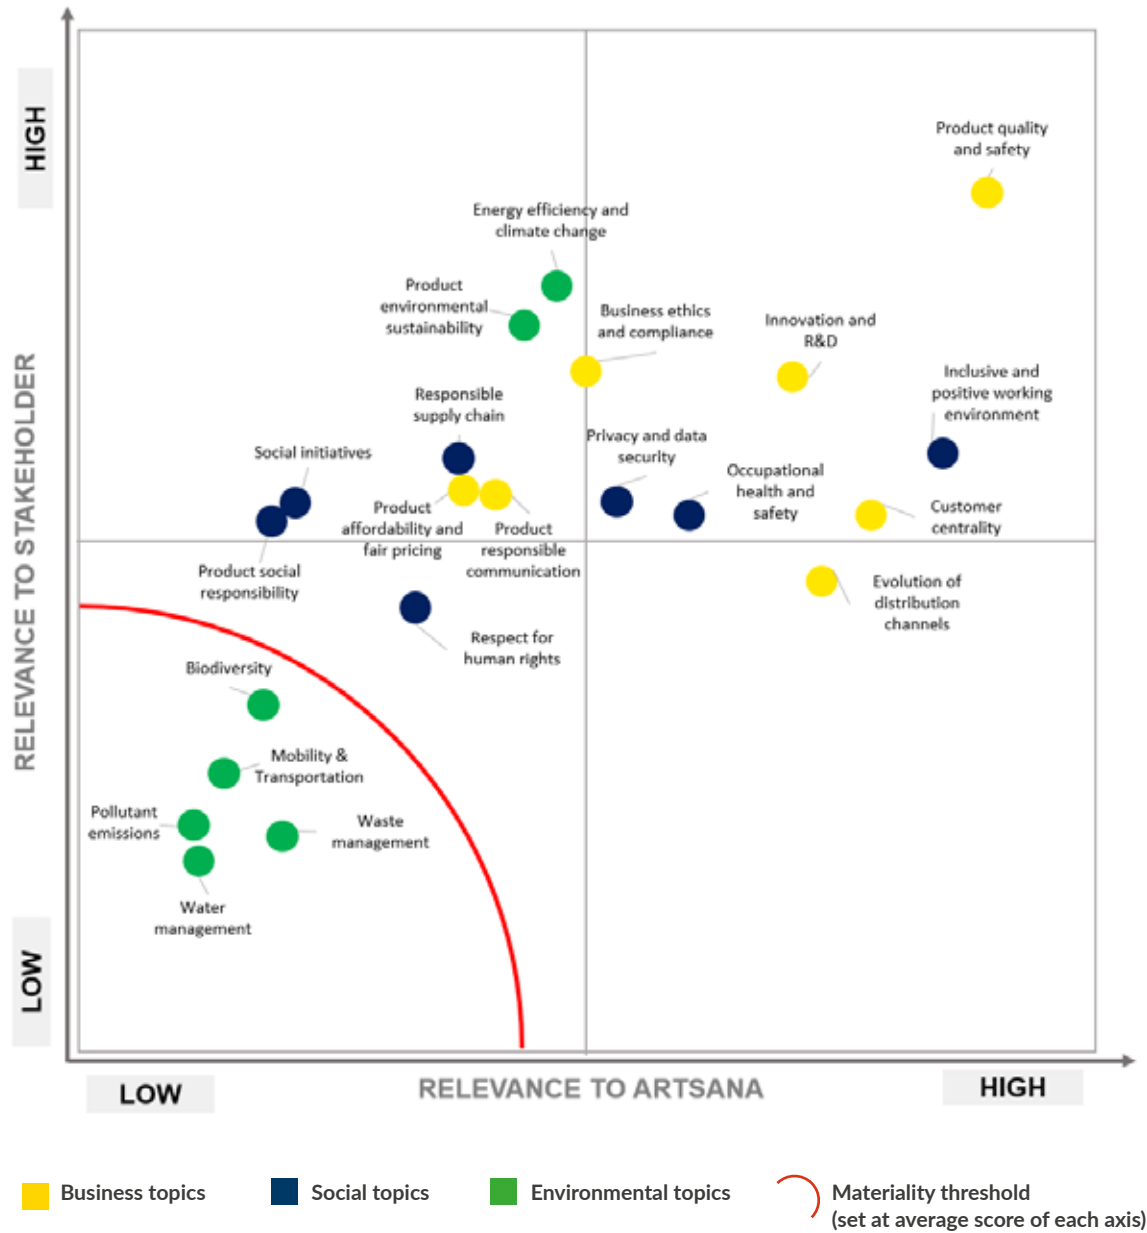 HIGH
Product quality
and safety
Energy efficiency and
climate change
Product
environmental
sustainability
Business ethics
and compliance
Innovation and
R&D
Inclusive and
positive working
environment
Responsible
supply chain
Social initiatives
Privacy and data
security
Occupational
health and
safety
Product
affordability and
fair pricing
Product
responsible
communication
Customer
centrality
Product social
responsibility
Evolution of
distribution
channels
Respect for
human rights
RELEVANCE TO STAKEHOLDER
Biodiversity
Mobility &
Transportation
Pollutant
emissions
Waste
management
Water
management
LOW
LOW
RELEVANCE TO ARTSANA
HIGH
Business topics
Social topics
Environmental topics
Materiality threshold
(set at average score of each axis)